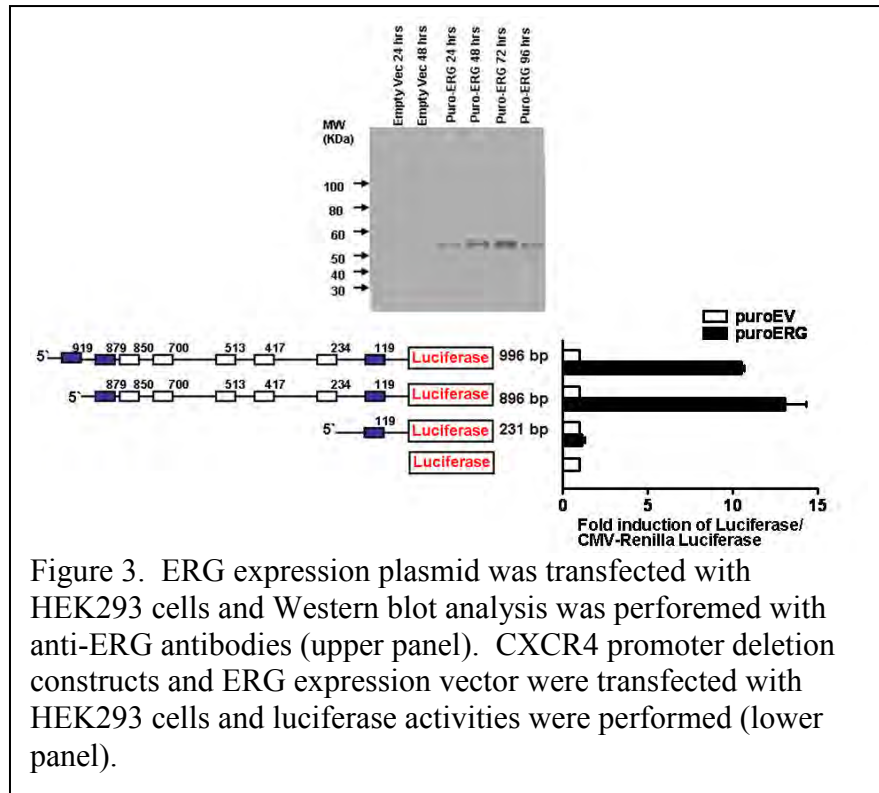 Empty Vec 24 hrs
Empty Vec 48 hrs
Puro-ERG 24 hrs
Puro-ERG 48 hrs
Puro-ERG 72 hrs
Puro-ERG 96 hrs
MW
(KDa)
100
80
60
50
40
30
puroEV
puroERG
5` 919 879 850 700 513 417 234 119 Luciferase 996 bp
5` 879 850 700 513 417 234 119 Luciferase 896 bp
5` 119 Luciferase 231 bp
Luciferase
0 5 10 15
Fold induction of Luciferase/
CMV-Renilla Luciferase
Figure 3. ERG expression plasmid was transfected with
HEK293 cells and Western blot analysis was perforemed with
anti-ERG antibodies (upper panel). CXCR4 promoter deletion
constructs and ERG expression vector were transfected with
HEK293 cells and luciferase activities were performed (lower
panel).